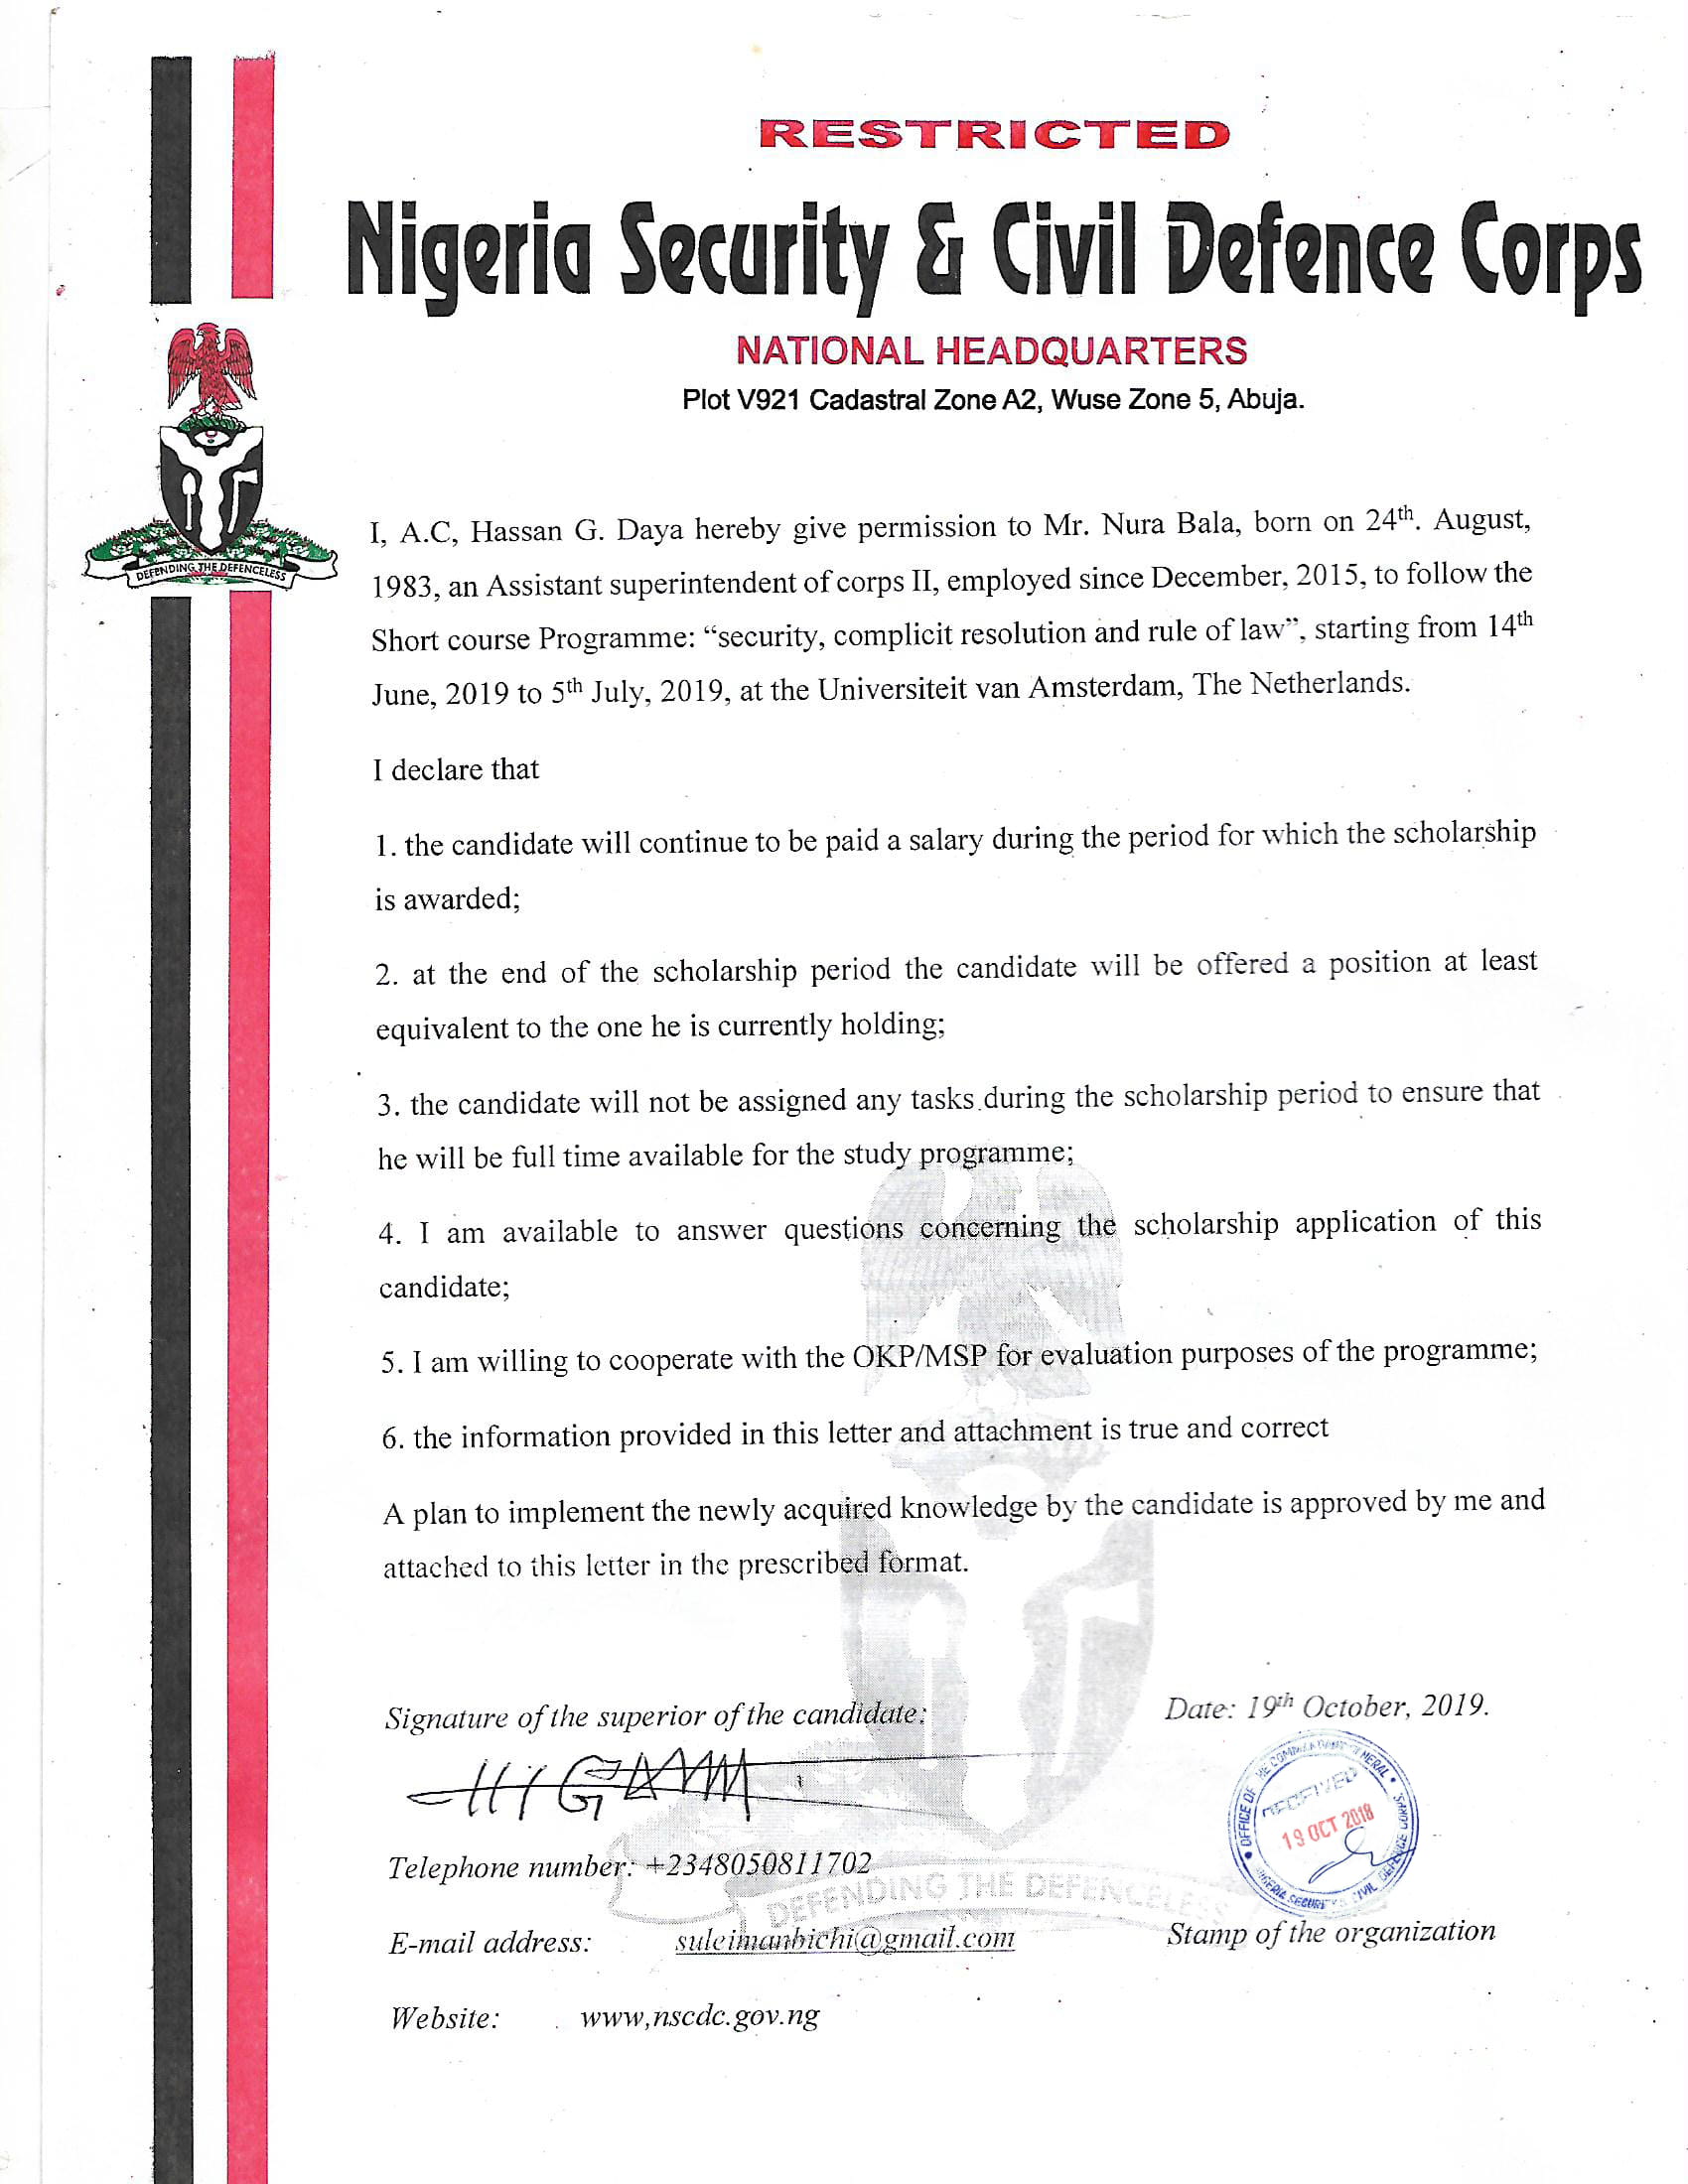 RESTRICTED
Nigeria Security & Civil Defence Corps
NATIONAL HEADQUARTERS
Plot V921 Cadastral Zone A2, Wuse Zone 5, Abuja.
DEFENDING THE DEFENCELESS
I, A.C, Hassan G. Daya hereby give permission to Mr. Nura Bala, born on 24th. August,
1983, an Assistant superintendent of corps II, employed since December, 2015, to follow the
Short course Programme: “security, complicit resolution and rule of law”, starting from 14th
June, 2019 to 5th July, 2019, at the Universiteit van Amsterdam, The Netherlands.
I declare that
1. the candidate will continue to be paid a salary during the period for which the scholarship
is awarded;
2. at the end of the scholarship period the candidate will be offered a position at least
equivalent to the one he is currently holding;
3. the candidate will not be assigned any tasks during the scholarship period to ensure that
he will be full time available for the study programme;
4. I am available to answer questions concerning the scholarship application of this
candidate;
5. I am willing to cooperate with the OKP/MSP for evaluation purposes of the programme;
6. the information provided in this letter and attachment is true and correct
A plan to implement the newly acquired knowledge by the candidate is approved by me and
attached to this letter in the prescribed format.
Signature of the superior of the candidate:
Date: 19th October, 2019.
OFFICE OF THE COMMANDANT GENERAL
RECEIVED
19 OCT 2018
NIGERIA SECURITY CIVIL DEFENCE CORPS
Telephone number: +2348050811702
DEFENDING THE DEFENCELESS
E-mail address: suleimanbichi@gmail.com
Stamp of the organization
Website: www,nscdc.gov.ng